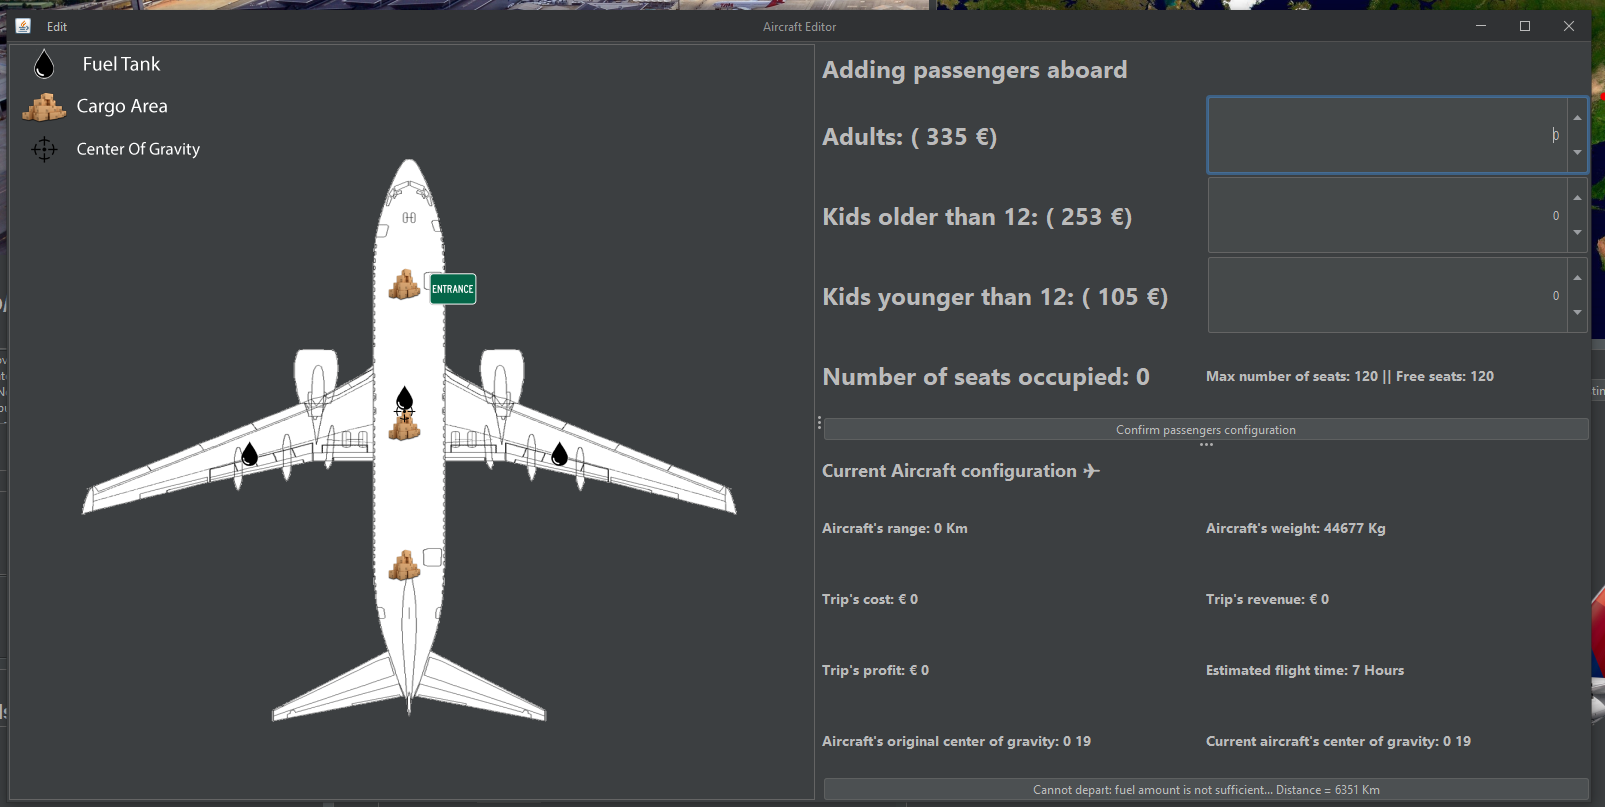 Edit
Aircraft Editor
Fuel Tank
Cargo Area
Center Of Gravity
ENTRANCE
Adding passengers aboard
Adults: ( 335 €)
0
Kids older than 12: ( 253 €)
0
Kids younger than 12: ( 105 €)
0
Number of seats occupied: 0
Max number of seats: 120 || Free seats: 120
Confirm passengers configuration
Current Aircraft configuration ✈
Aircraft's range: 0 Km
Aircraft's weight: 44677 Kg
Trip's cost: € 0
Trip's revenue: € 0
Trip's profit: € 0
Estimated flight time: 7 Hours
Aircraft's original center of gravity: 0 19
Current aircraft's center of gravity: 0 19
Cannot depart: fuel amount is not sufficient... Distance = 6351 Km